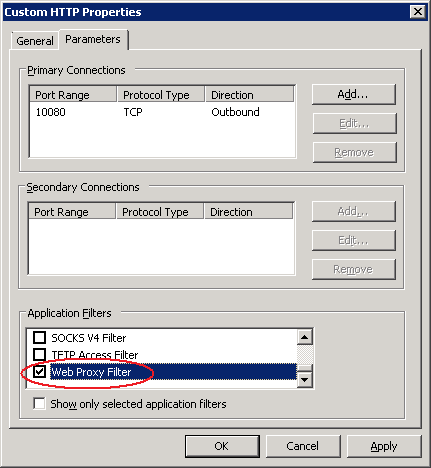 Custom HTTP Properties
General Parameters
Primary Connections
Port Range Protocol Type Direction
10080 TCP Outbound
Add...
Edit...
Remove
Secondary Connections
Port Range Protocol Type Direction
Add...
Edit...
Remove
Application Filters
SOCKS V4 Filter
TFTP Access Filter
Web Proxy Filter
Show only selected application filters
OK Cancel Apply